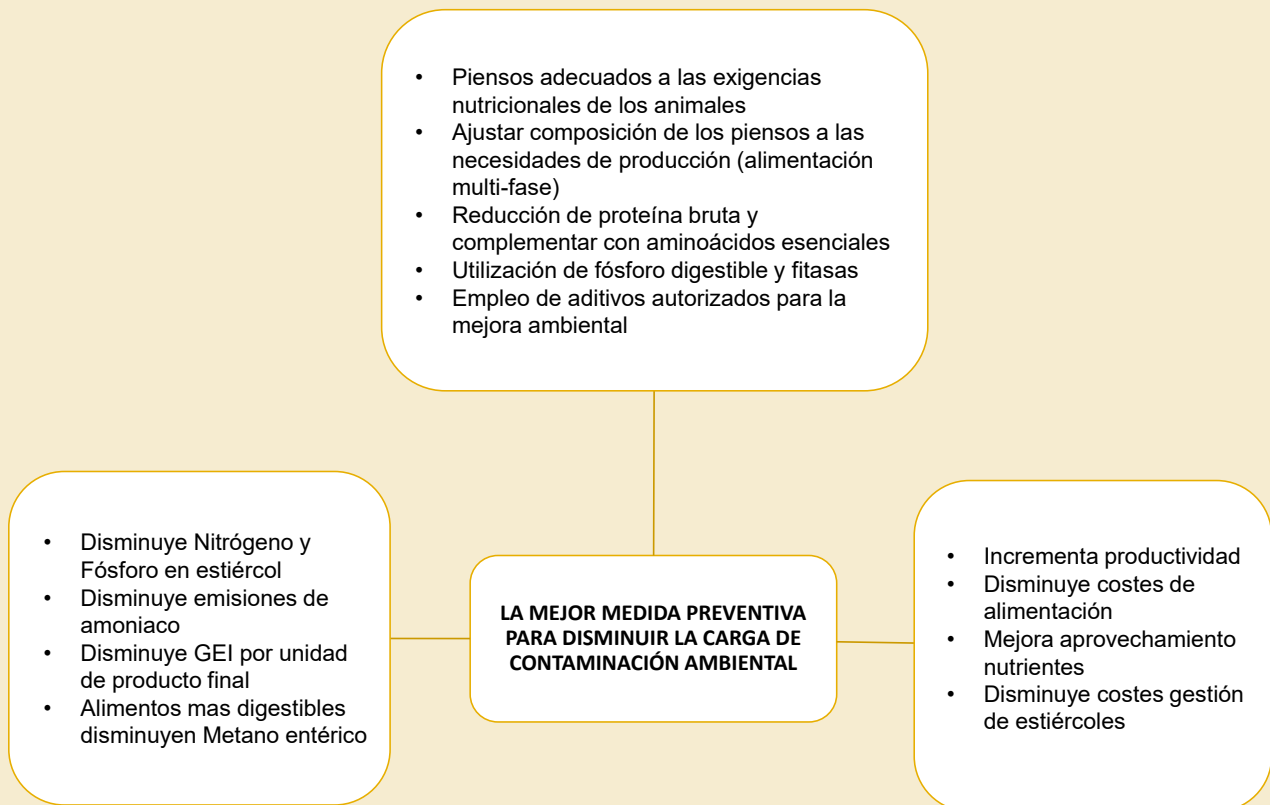 • Piensos adecuados a las exigencias
nutricionales de los animales
• Ajustar composición de los piensos a las
necesidades de producción (alimentación
multi-fase)
• Reducción de proteína bruta y
complementar con aminoácidos esenciales
• Utilización de fósforo digestible y fitasas
• Empleo de aditivos autorizados para la
mejora ambiental
• Disminuye Nitrógeno y
Fósforo en estiércol
• Disminuye emisiones de
amoniaco
• Disminuye GEI por unidad
de producto final
• Alimentos mas digestibles
disminuyen Metano entérico
LA MEJOR MEDIDA PREVENTIVA
PARA DISMINUIR LA CARGA DE
CONTAMINACIÓN AMBIENTAL
• Incrementa productividad
• Disminuye costes de
alimentación
• Mejora aprovechamiento
nutrientes
• Disminuye costes gestión
de estiércoles